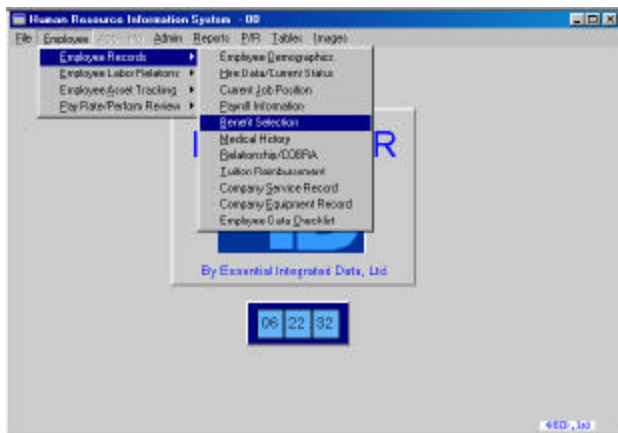 Human Resource Information System - 00
File Employee Admin Reports P/R Tables Images
Employee Records
Employee Labor Relations
Employee Asset Tracking
Pay Rate/Perform Review
Employee Demographics
Hire Data/Current Status
Current Job Position
Payroll Information
Benefit Selection
Medical History
Relationship/COBRA
Tuition Reimbursement
Company Service Record
Company Equipment Record
Employee Data Checklist
R
By Essential Integrated Data, Ltd.
06 22 32